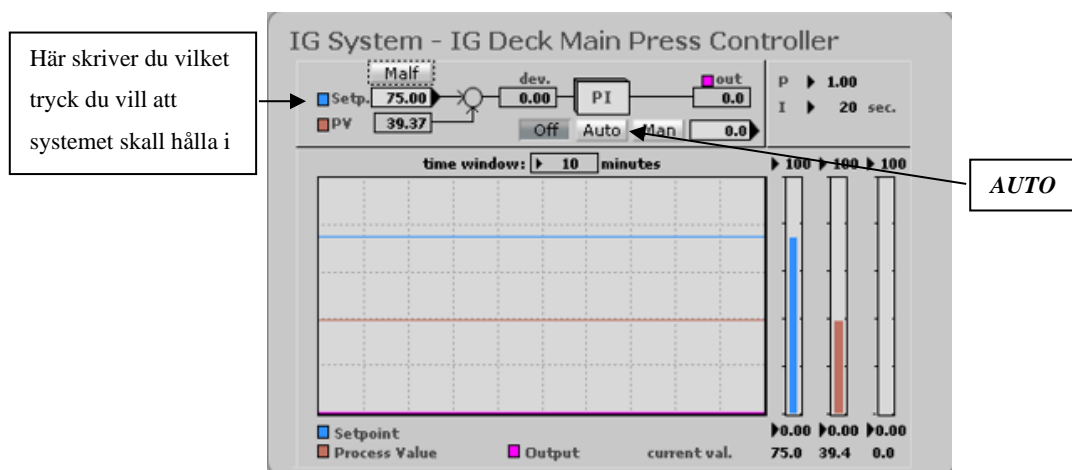 Här skriver du vilket
tryck du vill att
systemet skall hålla i
IG System - IG Deck Main Press Controller
Malf dev. out P 1.00
Setp. 75.00 0.00 PI 0.0 I 20 sec.
PV 39.37
Off Auto Man 0.0
AUTO
time window: 10 minutes 100 100 100
Setpoint 0.00 0.00 0.00
Process Value Output current val. 75.0 39.4 0.0